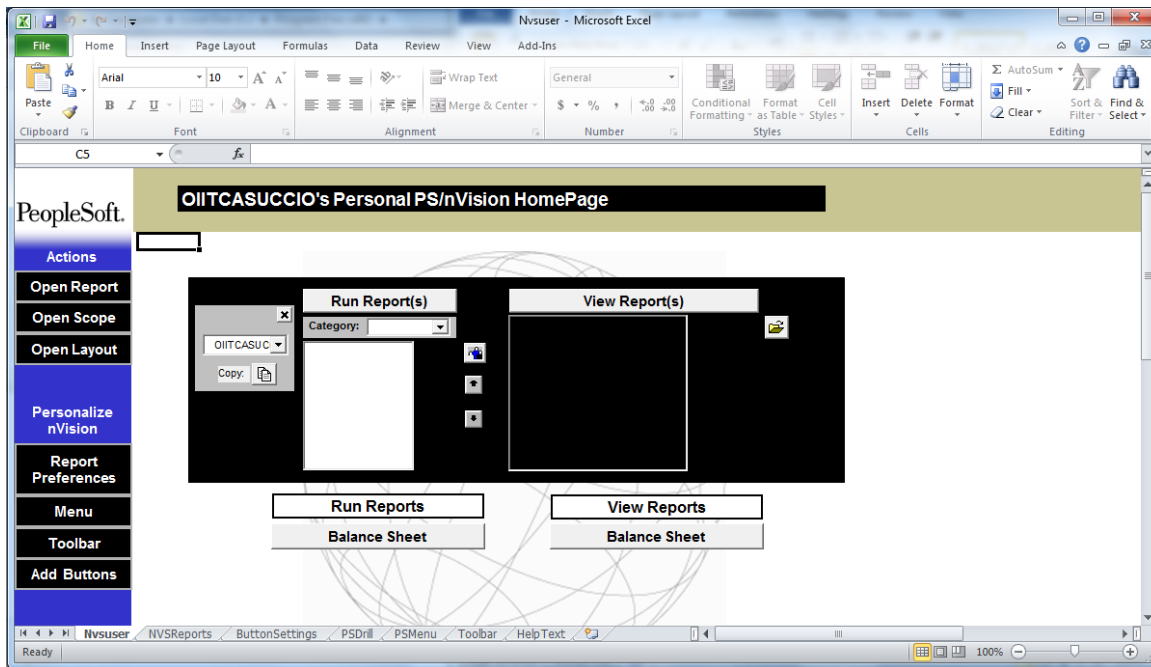 Nvsuser - Microsoft Excel
File Home Insert Page Layout Formulas Data Review View Add-Ins
Paste
Clipboard
Arial 10
B I U
Font
Wrap Text
Merge & Center
Alignment
General
$ % ,
Number
Conditional Formatting
Format as Table
Cell Styles
Styles
Insert Delete Format
Cells
Σ AutoSum
Fill
Clear
Sort & Filter
Find & Select
Editing
C5 fx
PeopleSoft.
OIITCASUCCIO's Personal PS/nVision HomePage
Actions
Open Report
Open Scope
Open Layout
Personalize
nVision
Report
Preferences
Menu
Toolbar
Add Buttons
OIITCASUC
Copy:
Run Report(s)
Category:
View Report(s)
Run Reports
Balance Sheet
View Reports
Balance Sheet
Nvsuser NVSReports ButtonSettings PSDrill PSMenu Toolbar HelpText
Ready 100%